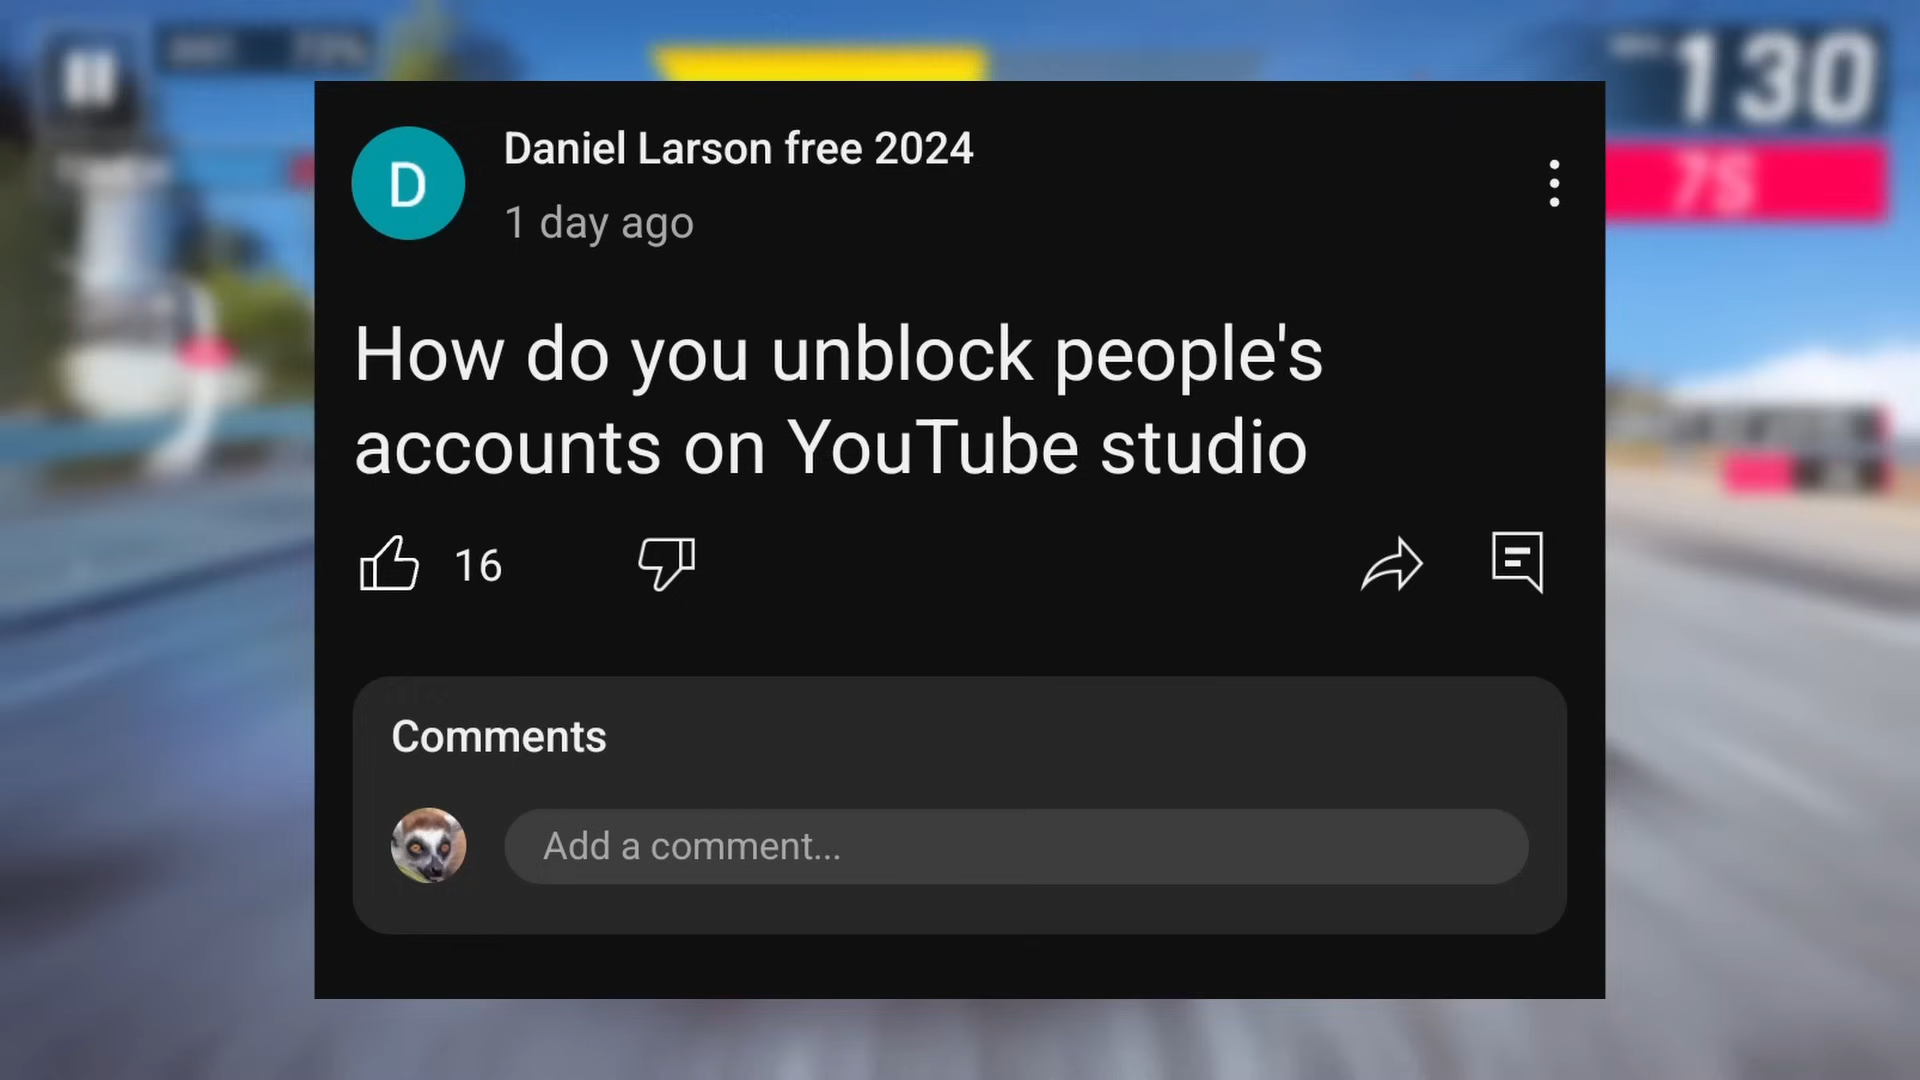 130
D
Daniel Larson free 2024
1 day ago
How do you unblock people's
accounts on YouTube studio
16
Comments
Add a comment...